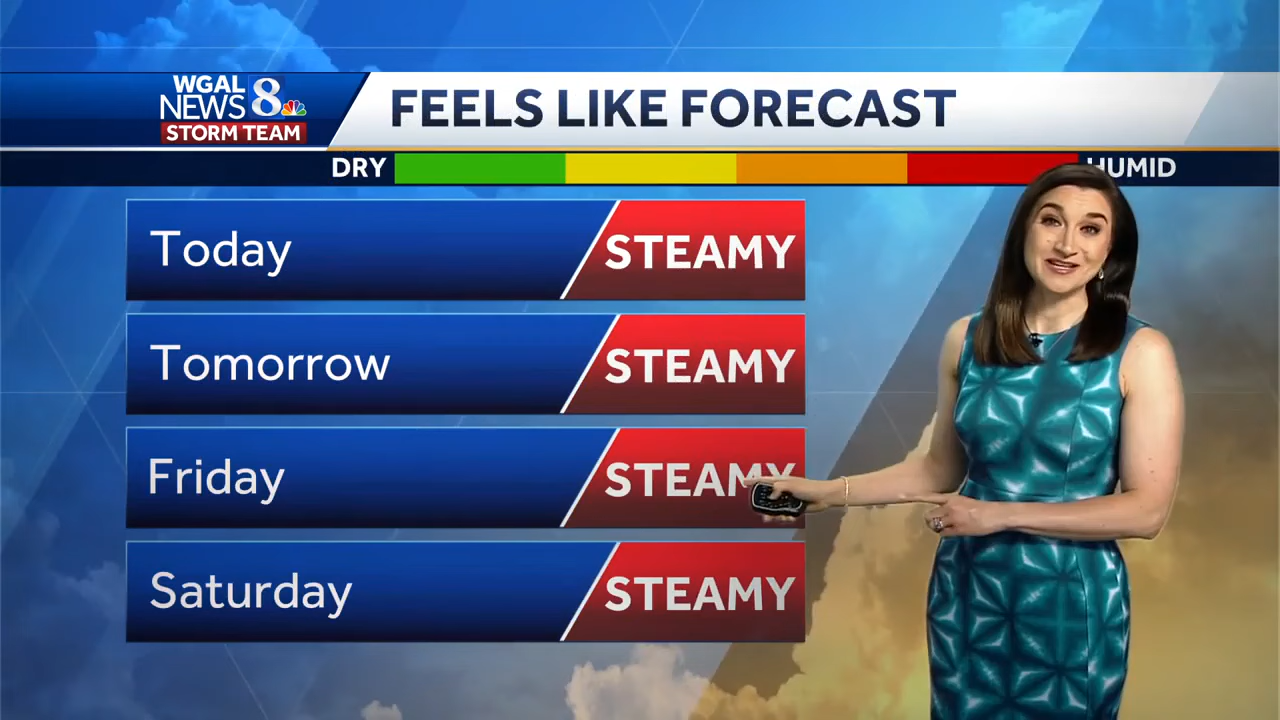 WGAL
NEWS 8
STORM TEAM
FEELS LIKE FORECAST
DRY
HUMID
Today
STEAMY
Tomorrow
STEAMY
Friday
STEAMY
Saturday
STEAMY